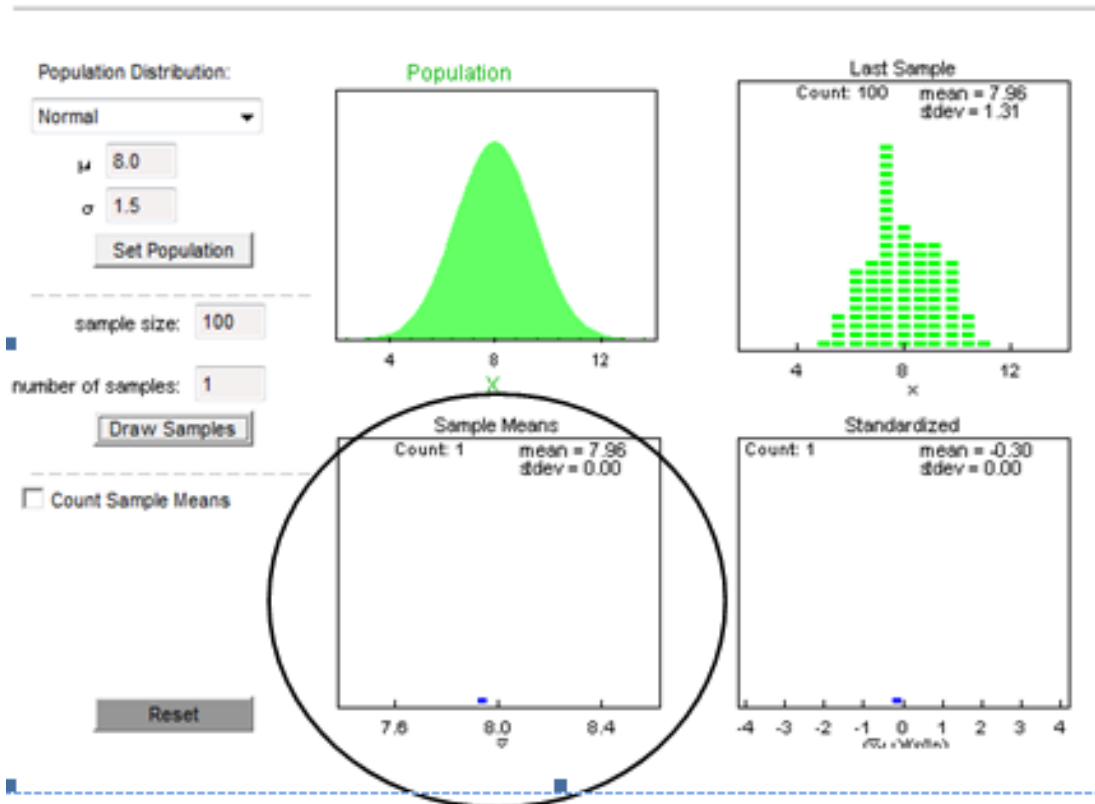 Population Distribution:
Normal
μ 8.0
σ 1.5
Set Population
sample size: 100
number of samples: 1
Draw Samples
Count Sample Means
Reset
Population
4 8 12
X
Last Sample
Count: 100 mean = 7.96
stdev = 1.31
4 8 12
x
Sample Means
Count: 1 mean = 7.96
stdev = 0.00
7.6 8.0 8.4
Standardized
Count: 1 mean = -0.30
stdev = 0.00
-4 -3 -2 -1 0 1 2 3 4